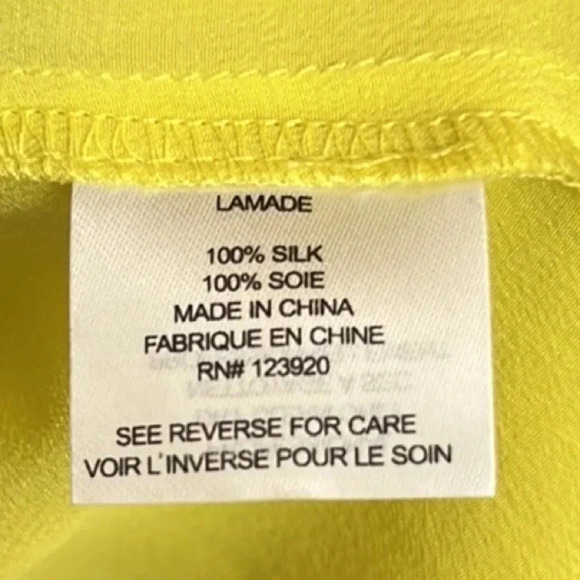 LAMADE
100% SILK
100% SOIE
MADE IN CHINA
FABRIQUE EN CHINE
RN# 123920
SEE REVERSE FOR CARE
VOIR L'INVERSE POUR LE SOIN